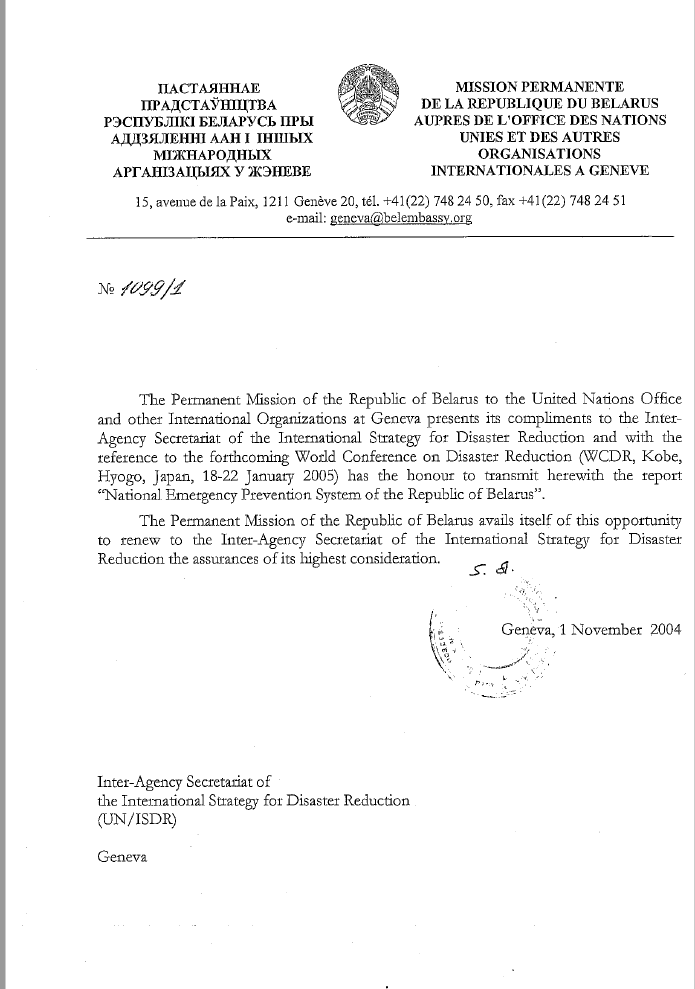 ПАСТАЯННАЕ
ПРАДСТАЎНІЦТВА
РЭСПУБЛІКІ БЕЛАРУСЬ ПРЫ
АДДЗЯЛЕННІ ААН І ІНШЫХ
МІЖНАРОДНЫХ
АРГАНІЗАЦЫЯХ У ЖЭНЕВЕ
MISSION PERMANENTE
DE LA REPUBLIQUE DU BELARUS
AUPRES DE L'OFFICE DES NATIONS
UNIES ET DES AUTRES
ORGANISATIONS
INTERNATIONALES A GENEVE
15, avenue de la Paix, 1211 Genève 20, tél. +41(22) 748 24 50, fax +41(22) 748 24 51
e-mail: geneva@belembassy.org
№ 1099/1
The Permanent Mission of the Republic of Belarus to the United Nations Office
and other International Organizations at Geneva presents its compliments to the Inter-
Agency Secretariat of the International Strategy for Disaster Reduction and with the
reference to the forthcoming World Conference on Disaster Reduction (WCDR, Kobe,
Hyogo, Japan, 18-22 January 2005) has the honour to transmit herewith the report
“National Emergency Prevention System of the Republic of Belarus”.
The Permanent Mission of the Republic of Belarus avails itself of this opportunity
to renew to the Inter-Agency Secretariat of the International Strategy for Disaster
Reduction the assurances of its highest consideration.
Geneva, 1 November 2004
Inter-Agency Secretariat of
the International Strategy for Disaster Reduction
(UN/ISDR)
Geneva